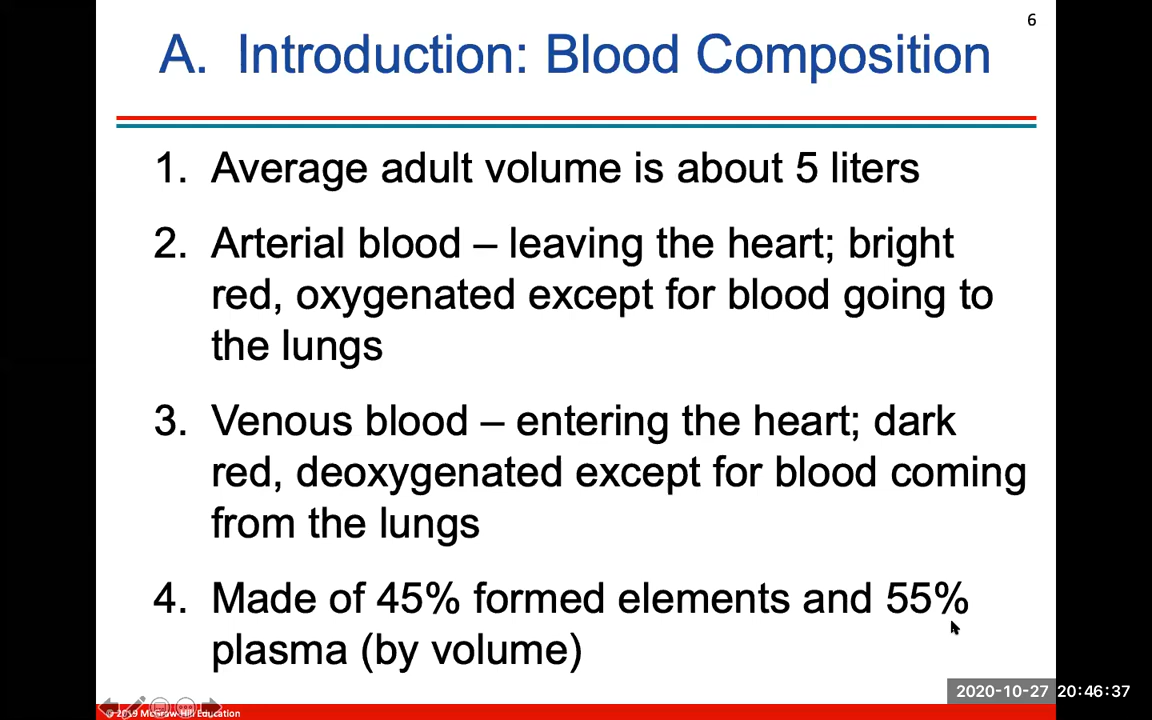 6
A. Introduction: Blood Composition
1. Average adult volume is about 5 liters
2. Arterial blood – leaving the heart; bright
red, oxygenated except for blood going to
the lungs
3. Venous blood – entering the heart; dark
red, deoxygenated except for blood coming
from the lungs
4. Made of 45% formed elements and 55%
plasma (by volume)
2020-10-27 20:46:37
© 2019 McGraw-Hill Education